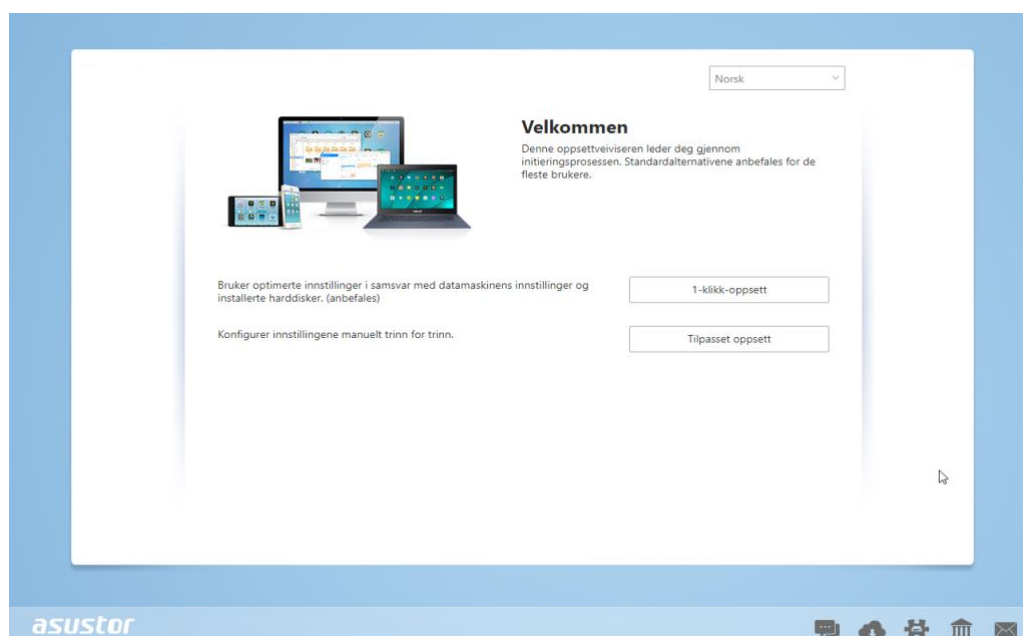 Norsk
Velkommen
Denne oppsettveiviseren leder deg gjennom
initieringsprosessen. Standardalternativene anbefales for de
fleste brukere.
Bruker optimerte innstillinger i samsvar med datamaskinens innstillinger og
installerte harddisker. (anbefales)
1-klikk-oppsett
Konfigurer innstillingene manuelt trinn for trinn.
Tilpasset oppsett
asustor